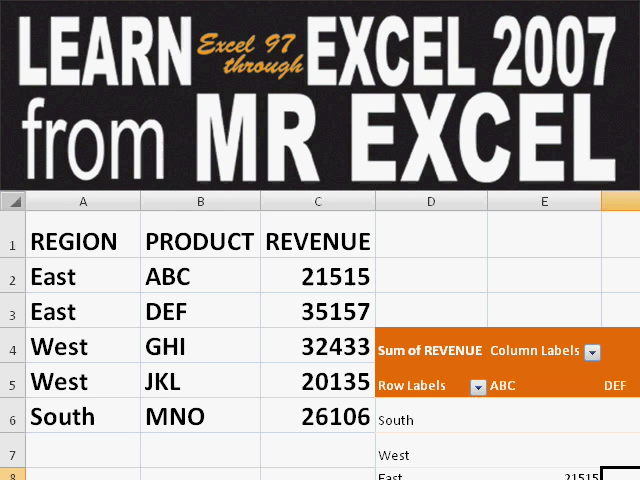 LEARN Excel 97 through EXCEL 2007
from MR EXCEL
A B C D E
1 REGION PRODUCT REVENUE
2 East ABC 21515
3 East DEF 35157
4 West GHI 32433 Sum of REVENUE Column Labels
5 West JKL 20135 Row Labels ABC DEF
6 South MNO 26106 South
7 West
8 East 21515